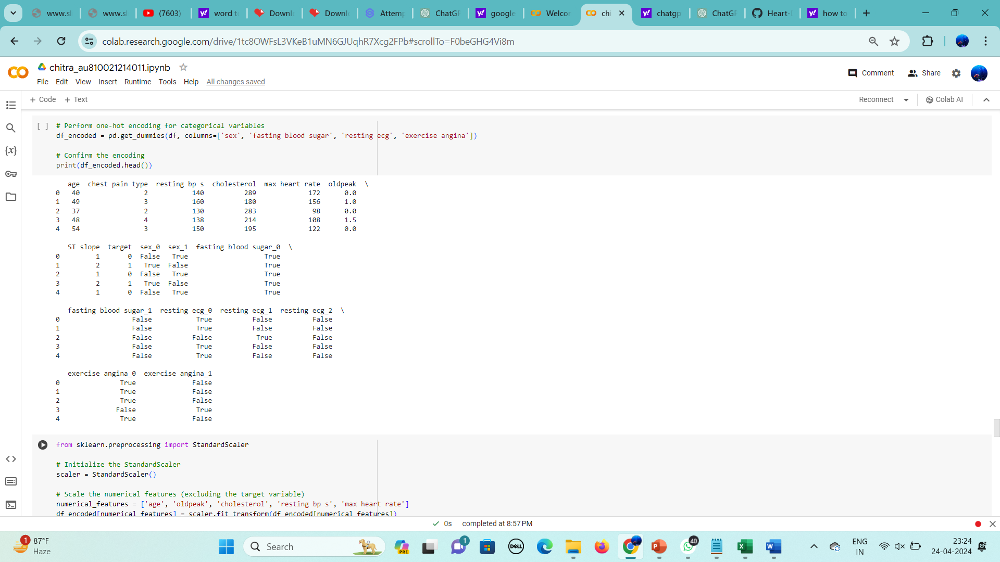 www.sl www.sl (7603) word to Downl Downl Attemp ChatGP google Welcor chi chatgp ChatGP Heart- how to
colab.research.google.com/drive/1tc8OWFsL3VKeB1uMN6GJUqhR7Xcg2FPb#scrollTo=F0beGHG4Vi8m
chitra_au810021214011.ipynb
Comment Share
File Edit View Insert Runtime Tools Help All changes saved
+ Code + Text Reconnect Colab AI
[ ] # Perform one-hot encoding for categorical variables
df_encoded = pd.get_dummies(df, columns=['sex', 'fasting blood sugar', 'resting ecg', 'exercise angina'])
# Confirm the encoding
print(df_encoded.head())
age chest pain type resting bp s cholesterol max heart rate oldpeak \
0 40 2 140 289 172 0.0
1 49 3 160 180 156 1.0
2 37 2 130 283 98 0.0
3 48 4 138 214 108 1.5
4 54 3 150 195 122 0.0
ST slope target sex_0 sex_1 fasting blood sugar_0 \
0 1 0 False True True
1 2 1 True False True
2 1 0 False True True
3 2 1 True False True
4 1 0 False True True
fasting blood sugar_1 resting ecg_0 resting ecg_1 resting ecg_2 \
0 False True False False
1 False True False False
2 False False True False
3 False True False False
4 False True False False
exercise angina_0 exercise angina_1
0 True False
1 True False
2 True False
3 False True
4 True False
from sklearn.preprocessing import StandardScaler
# Initialize the StandardScaler
scaler = StandardScaler()
# Scale the numerical features (excluding the target variable)
numerical_features = ['age', 'oldpeak', 'cholesterol', 'resting bp s', 'max heart rate']
df_encoded[numerical_features] = scaler.fit_transform(df_encoded[numerical_features])
0s completed at 8:57 PM
1 87°F
Haze
Search
PRE
1
DELL
40
ENG
IN
23:24
24-04-2024